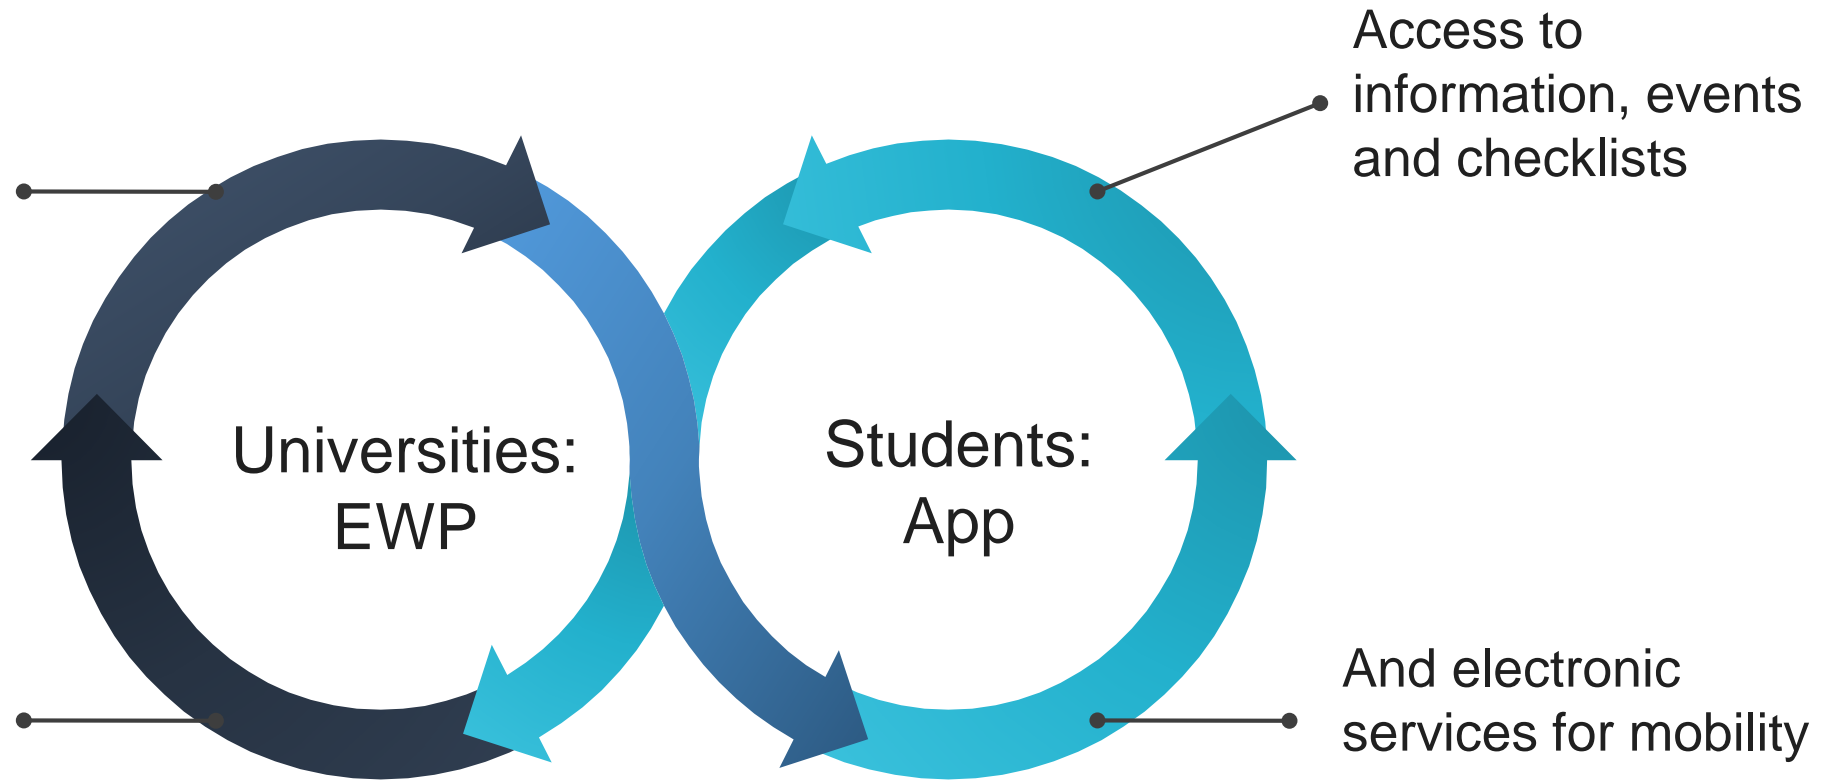 Access to
information, events
and checklists
Universities:
EWP
Students:
App
And electronic
services for mobility